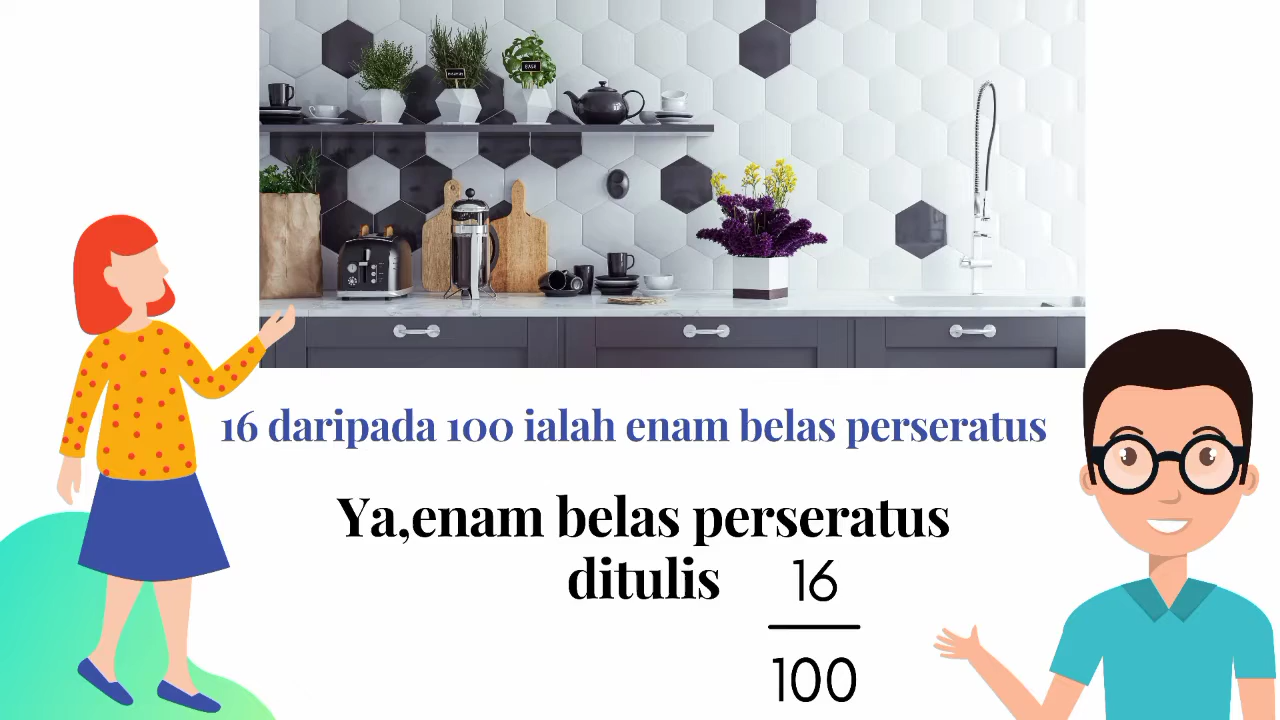 16 daripada 100 ialah enam belas perseratus
Ya,enam belas perseratus
ditulis
16
100